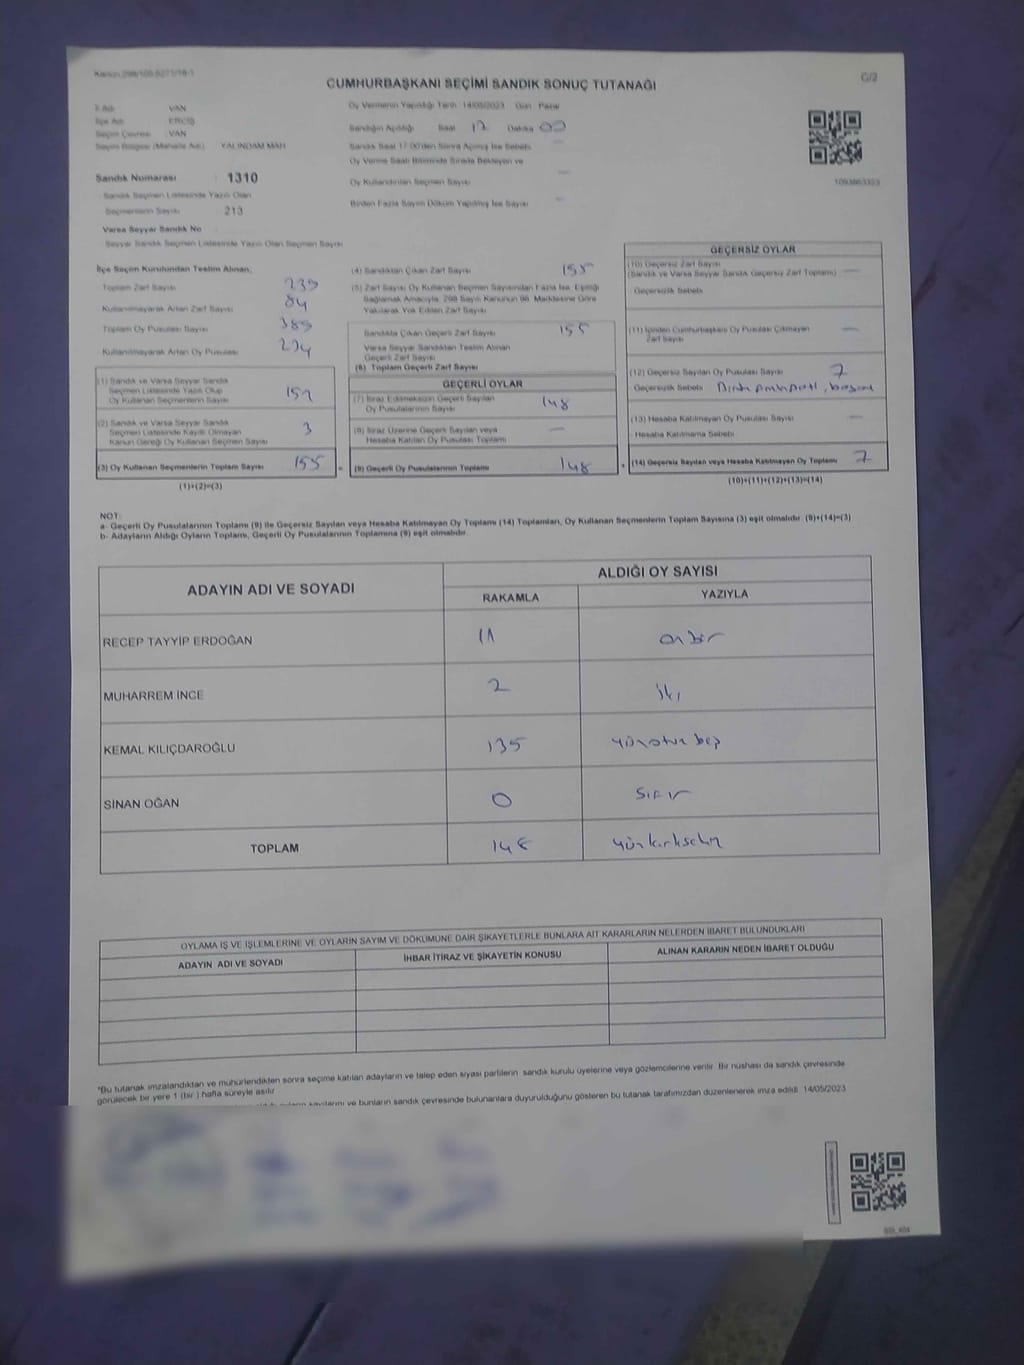 Kanun 298/105,6271/18-1
G/2
CUMHURBAŞKANI SEÇİMİ SANDIK SONUÇ TUTANAĞI
İl Adı : VAN
İlçe Adı : ERCİŞ
Seçim Çevresi : VAN
Seçim Bölgesi (Mahalle Adı) : YALINDAM MAH
Sandık Numarası : 1310
Sandık Seçmen Listesinde Yazılı Olan
Seçmenlerin Sayısı : 213
Varsa Seyyar Sandık No
Seyyar Sandık Seçmen Listesinde Yazılı Olan Seçmen Sayısı
Oy Vermenin Yapıldığı Tarih 14/05/2023 Gün Pazar
Sandığın Açıldığı Saat 17 Dakika 00
Sandık Saat 17.00'den Sonra Açılmış İse Sebebi —
Oy Verme Saati Bitiminde Sırada Bekleyen ve
Oy Kullandırılan Seçmen Sayısı —
Birden Fazla Sayım Döküm Yapılmış İse Sayısı —
1093863323
İlçe Seçim Kurulundan Teslim Alınan;
Toplam Zarf Sayısı 239
Kullanılmayarak Artan Zarf Sayısı 84
Toplam Oy Pusulası Sayısı 389
Kullanılmayarak Artan Oy Pusulası 234
(1) Sandık ve Varsa Seyyar Sandık
Seçmen Listesinde Yazılı Olup
Oy Kullanan Seçmenlerin Sayısı 152
(2) Sandık ve Varsa Seyyar Sandık
Seçmen Listesinde Kayıtlı Olmayan
Kanun Gereği Oy Kullanan Seçmen Sayısı 3
(3) Oy Kullanan Seçmenlerin Toplam Sayısı 155 =
(1)+(2)=(3)
(4) Sandıktan Çıkan Zarf Sayısı 155
(5) Zarf Sayısı Oy Kullanan Seçmen Sayısından Fazla İse, Eşitliği
Sağlamak Amacıyla, 298 Sayılı Kanunun 98. Maddesine Göre
Yakılarak Yok Edilen Zarf Sayısı
Sandıkta Çıkan Geçerli Zarf Sayısı 155
Varsa Seyyar Sandıktan Teslim Alınan
Geçerli Zarf Sayısı
(6) Toplam Geçerli Zarf Sayısı
GEÇERLİ OYLAR
(7) İtiraz Edilmeksizin Geçerli Sayılan
Oy Pusulalarının Sayısı 148
(8) İtiraz Üzerine Geçerli Sayılan veya
Hesaba Katılan Oy Pusulası Toplamı —
(9) Geçerli Oy Pusulalarının Toplamı 148 +
GEÇERSİZ OYLAR
(10) Geçersiz Zarf Sayısı
(Sandık ve Varsa Seyyar Sandık Geçersiz Zarf Toplamı) —
Geçersizlik Sebebi
(11) İçinden Cumhurbaşkanı Oy Pusulası Çıkmayan
Zarf Sayısı —
(12) Geçersiz Sayılan Oy Pusulası Sayısı 7
Geçersizlik Sebebi
(13) Hesaba Katılmayan Oy Pusulası Sayısı —
Hesaba Katılmama Sebebi
(14) Geçersiz Sayılan veya Hesaba Katılmayan Oy Toplamı 7
(10)+(11)+(12)+(13)=(14)
NOT:
a- Geçerli Oy Pusulalarının Toplamı (9) ile Geçersiz Sayılan veya Hesaba Katılmayan Oy Toplamı (14) Toplamları, Oy Kullanan Seçmenlerin Toplam Sayısına (3) eşit olmalıdır. (9)+(14)=(3)
b- Adayların Aldığı Oyların Toplamı, Geçerli Oy Pusulalarının Toplamına (9) eşit olmalıdır.
ADAYIN ADI VE SOYADI ALDIĞI OY SAYISI
RAKAMLA YAZIYLA
RECEP TAYYİP ERDOĞAN 11 onbir
MUHARREM İNCE 2 iki
KEMAL KILIÇDAROĞLU 135 yüzotuz beş
SİNAN OĞAN 0 sıfır
TOPLAM 148 yüzkırksekiz
OYLAMA İŞ VE İŞLEMLERİNE VE OYLARIN SAYIM VE DÖKÜMÜNE DAİR ŞİKAYETLERLE BUNLARA AİT KARARLARIN NELERDEN İBARET BULUNDUKLARI
ADAYIN ADI VE SOYADI İHBAR İTİRAZ VE ŞİKAYETİN KONUSU ALINAN KARARIN NEDEN İBARET OLDUĞU
*Bu tutanak imzalandıktan ve mühürlendikten sonra seçime katılan adayların ve talep eden siyasi partilerin sandık kurulu üyelerine veya gözlemcilerine verilir. Bir nüshası da sandık çevresinde
görülecek bir yere 1 (bir ) hafta süreyle asılır
sayılarını ve bunların sandık çevresinde bulunanlara duyurulduğunu gösteren bu tutanak tarafımızdan düzenlenerek imza edildi. 14/05/2023